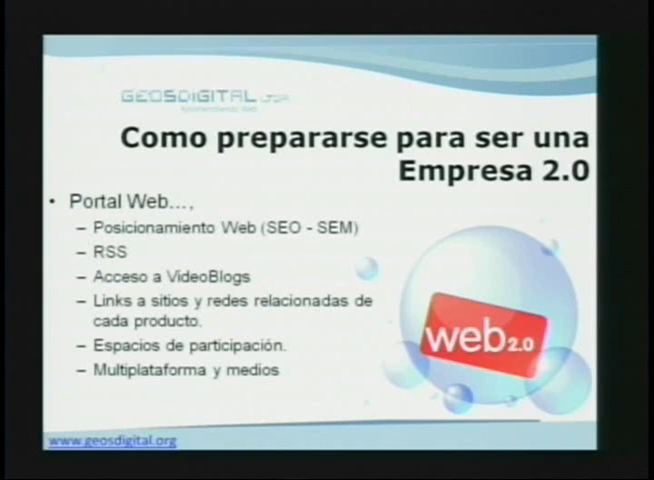 GEOSDIGITAL LTDA
Como prepararse para ser una
Empresa 2.0
• Portal Web...,
– Posicionamiento Web (SEO - SEM)
– RSS
– Acceso a VideoBlogs
– Links a sitios y redes relacionadas de
cada producto.
– Espacios de participación.
– Multiplataforma y medios
web2.0
www.geosdigital.org